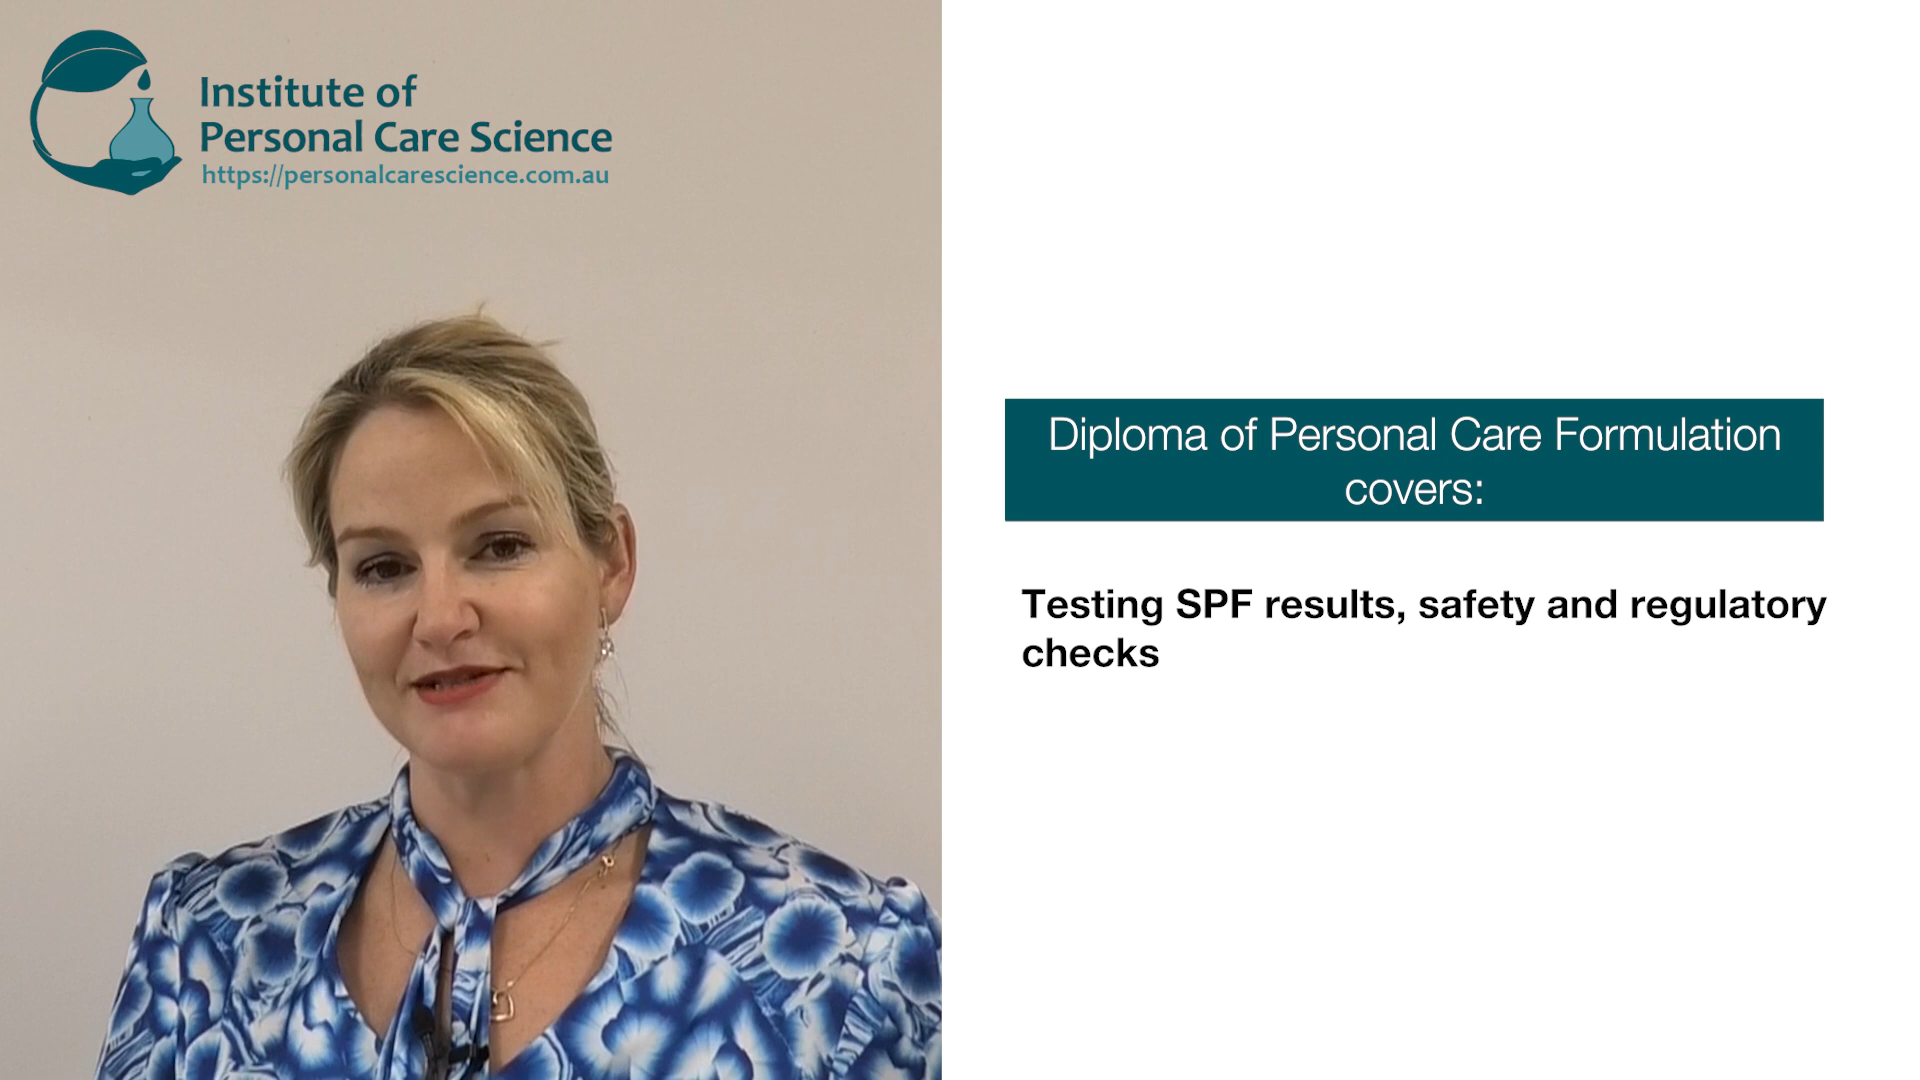 Institute of
Personal Care Science
https://personalcarescience.com.au
Diploma of Personal Care Formulation
covers:
Testing SPF results, safety and regulatory
checks